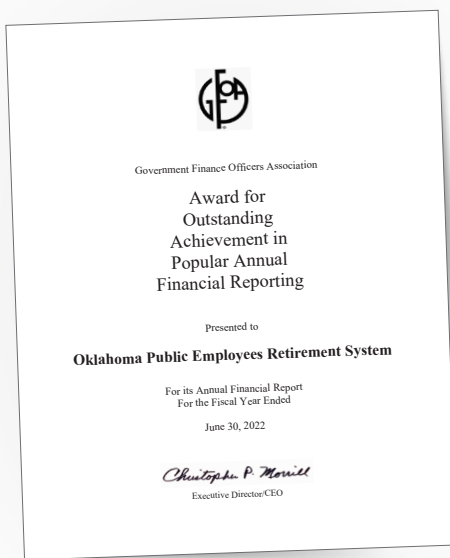 GFOA
Government Finance Officers Association
Award for
Outstanding
Achievement in
Popular Annual
Financial Reporting
Presented to
Oklahoma Public Employees Retirement System
For its Annual Financial Report
For the Fiscal Year Ended
June 30, 2022
Christopher P. Morrill
Executive Director/CEO